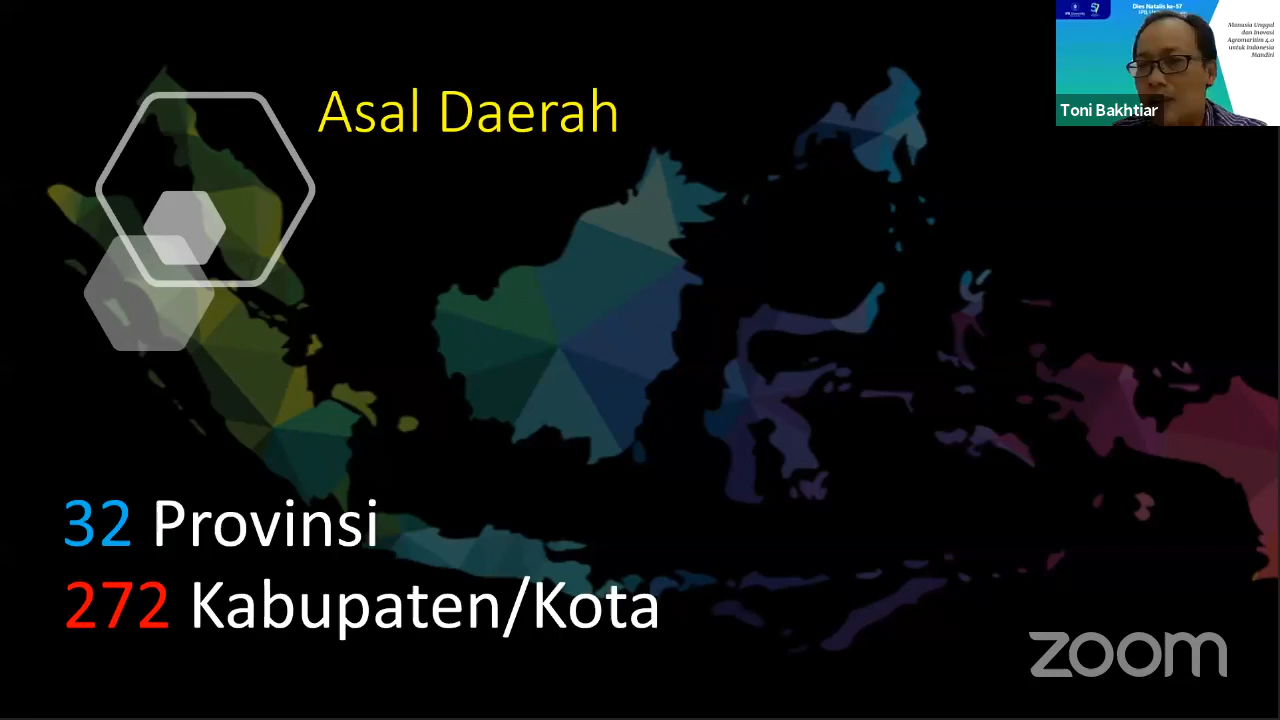 Asal Daerah
32 Provinsi
272 Kabupaten/Kota
Dies Natalis ke-57
Manusia Unggul
dan Inovasi
Agromaritim 4.0
untuk Indonesia
Mandiri
Toni Bakhtiar
zoom